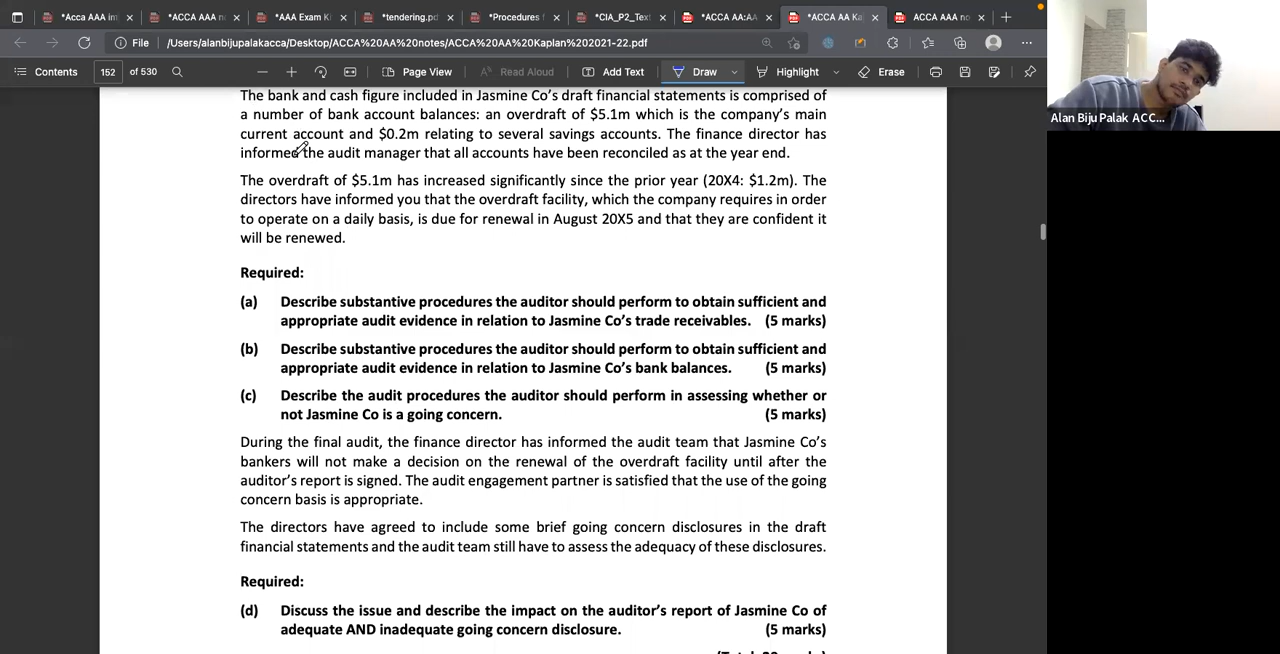 *Acca AAA in
*ACCA AAA n
*AAA Exam K
*tendering.pd
*Procedures f
*CIA_P2_Text
*ACCA AA:AA
*ACCA AA Ka
ACCA AAA no
File /Users/alanbijupalakacca/Desktop/ACCA%20AA%20notes/ACCA%20AA%20Kaplan%202021-22.pdf
Contents 152 of 530 Page View Read Aloud Add Text Draw Highlight Erase
Alan Biju Palak ACC...
The bank and cash figure included in Jasmine Co's draft financial statements is comprised of
a number of bank account balances: an overdraft of $5.1m which is the company's main
current account and $0.2m relating to several savings accounts. The finance director has
informed the audit manager that all accounts have been reconciled as at the year end.
The overdraft of $5.1m has increased significantly since the prior year (20X4: $1.2m). The
directors have informed you that the overdraft facility, which the company requires in order
to operate on a daily basis, is due for renewal in August 20X5 and that they are confident it
will be renewed.
Required:
(a) Describe substantive procedures the auditor should perform to obtain sufficient and
appropriate audit evidence in relation to Jasmine Co's trade receivables. (5 marks)
(b) Describe substantive procedures the auditor should perform to obtain sufficient and
appropriate audit evidence in relation to Jasmine Co's bank balances. (5 marks)
(c) Describe the audit procedures the auditor should perform in assessing whether or
not Jasmine Co is a going concern. (5 marks)
During the final audit, the finance director has informed the audit team that Jasmine Co's
bankers will not make a decision on the renewal of the overdraft facility until after the
auditor's report is signed. The audit engagement partner is satisfied that the use of the going
concern basis is appropriate.
The directors have agreed to include some brief going concern disclosures in the draft
financial statements and the audit team still have to assess the adequacy of these disclosures.
Required:
(d) Discuss the issue and describe the impact on the auditor's report of Jasmine Co of
adequate AND inadequate going concern disclosure. (5 marks)